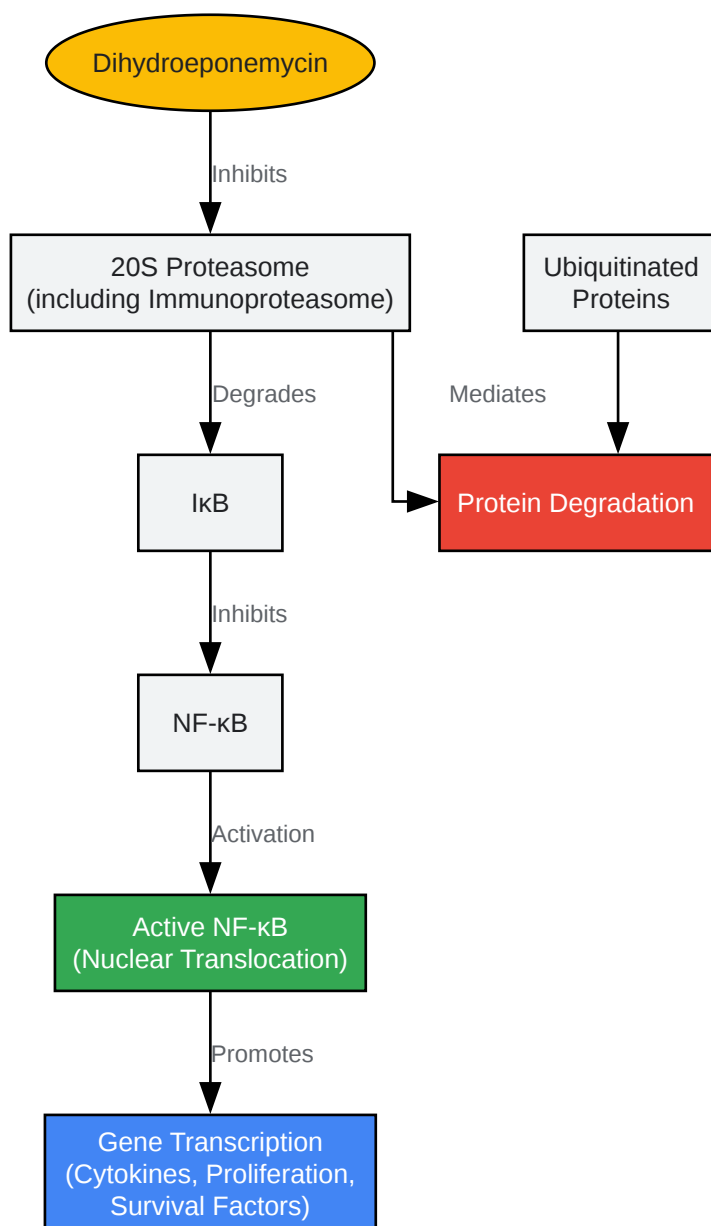 Dihydroeponemycin
Inhibits
20S Proteasome
(including Immunoproteasome)
Ubiquitinated
Proteins
Degrades
Mediates
IκB
Protein Degradation
Inhibits
NF-κB
Activation
Active NF-κB
(Nuclear Translocation)
Promotes
Gene Transcription
(Cytokines, Proliferation,
Survival Factors)